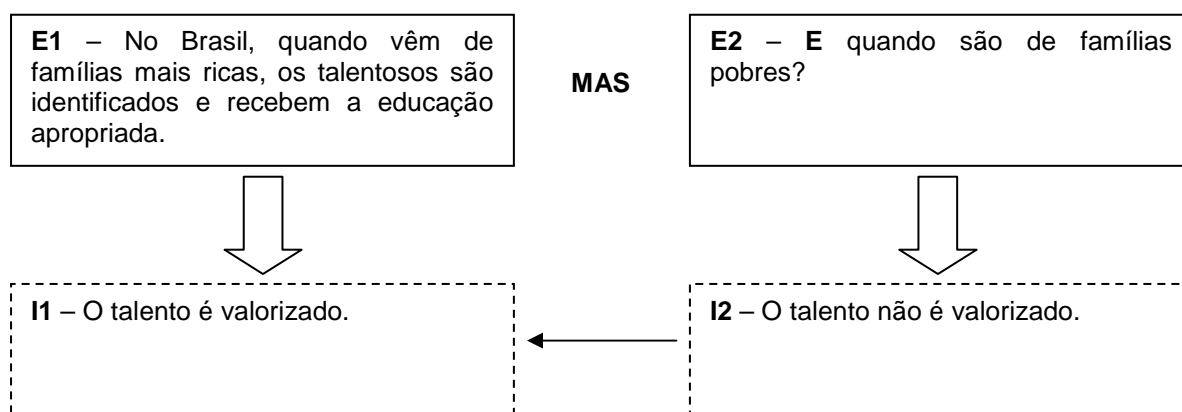 E1 – No Brasil, quando vêm de
famílias mais ricas, os talentosos são
identificados e recebem a educação
apropriada.
MAS
E2 – E quando são de famílias
pobres?
I1 – O talento é valorizado.
I2 – O talento não é valorizado.